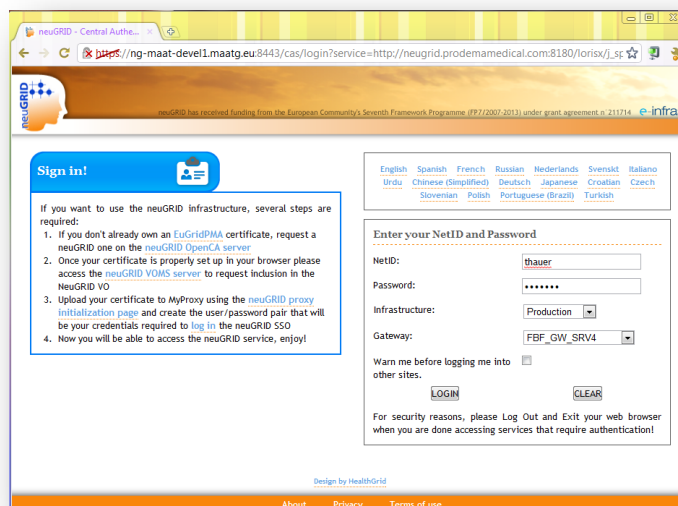 neuGRID - Central Authe...
https://ng-maat-devel1.maatg.eu:8443/cas/login?service=http://neugrid.prodemamedical.com:8180/lorisx/j_sp
neuGRID
neuGRID has received funding from the European Community's Seventh Framework Programme (FP7/2007-2013) under grant agreement n°211714 e-infra
Sign in!
If you want to use the neuGRID infrastructure, several steps are
required:
1. If you don't already own an EuGridPMA certificate, request a
neuGRID one on the neuGRID OpenCA server
2. Once your certificate is properly set up in your browser please
access the neuGRID VOMS server to request inclusion in the
NeuGRID VO
3. Upload your certificate to MyProxy using the neuGRID proxy
initialization page and create the user/password pair that will
be your credentials required to log in the neuGRID SSO
4. Now you will be able to access the neuGRID service, enjoy!
English Spanish French Russian Nederlands Svenskt Italiano
Urdu Chinese (Simplified) Deutsch Japanese Croatian Czech
Slovenian Polish Portuguese (Brazil) Turkish
Enter your NetID and Password
NetID: thauer
Password: •••••••
Infrastructure: Production
Gateway: FBF_GW_SRV4
Warn me before logging me into
other sites.
LOGIN CLEAR
For security reasons, please Log Out and Exit your web browser
when you are done accessing services that require authentication!
Design by HealthGrid
About Privacy Terms of use